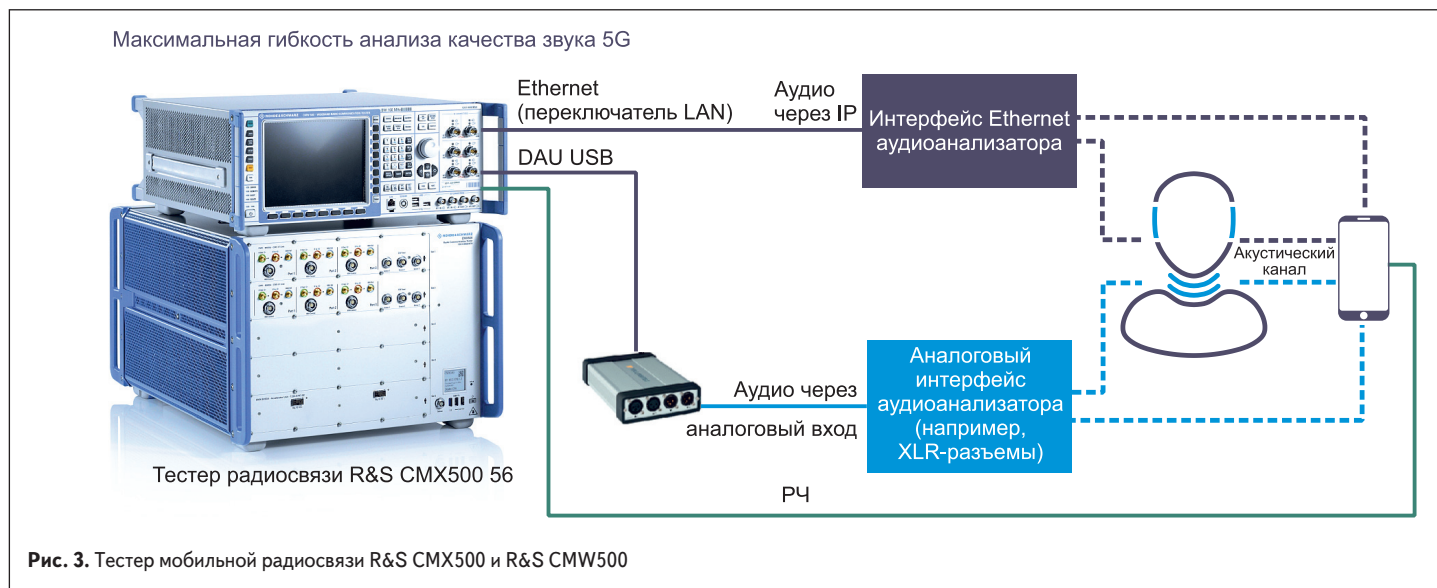 Максимальная гибкость анализа качества звука 5G
Ethernet
(переключатель LAN)
Аудио
через IP
Интерфейс Ethernet
аудиоанализатора
DAU USB
Акустический
канал
Аудио через
аналоговый вход
Аналоговый
интерфейс
аудиоанализатора
(например,
XLR-разъемы)
Тестер радиосвязи R&S CMX500 56
РЧ
Рис. 3. Тестер мобильной радиосвязи R&S CMX500 и R&S CMW500